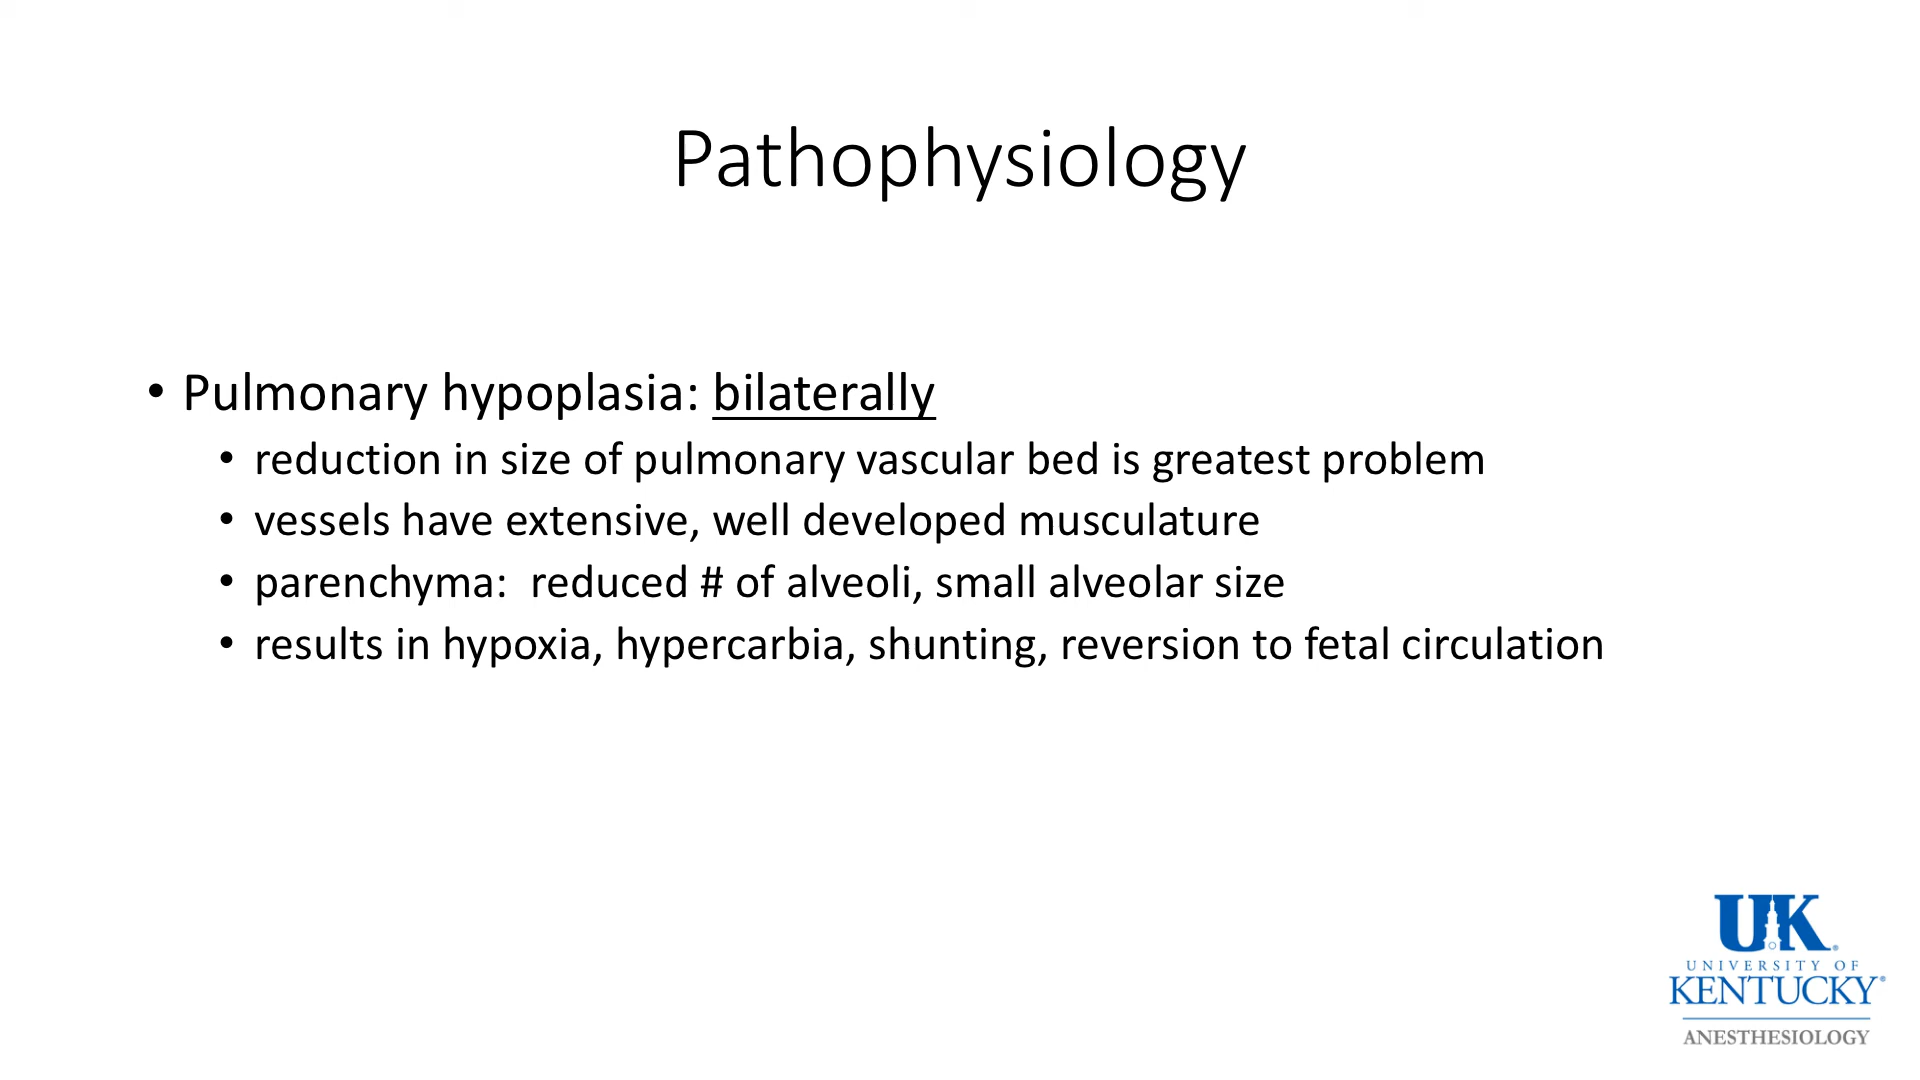 Pathophysiology
• Pulmonary hypoplasia: bilaterally
• reduction in size of pulmonary vascular bed is greatest problem
• vessels have extensive, well developed musculature
• parenchyma:  reduced # of alveoli, small alveolar size
• results in hypoxia, hypercarbia, shunting, reversion to fetal circulation
UK®
UNIVERSITY OF
KENTUCKY®
ANESTHESIOLOGY